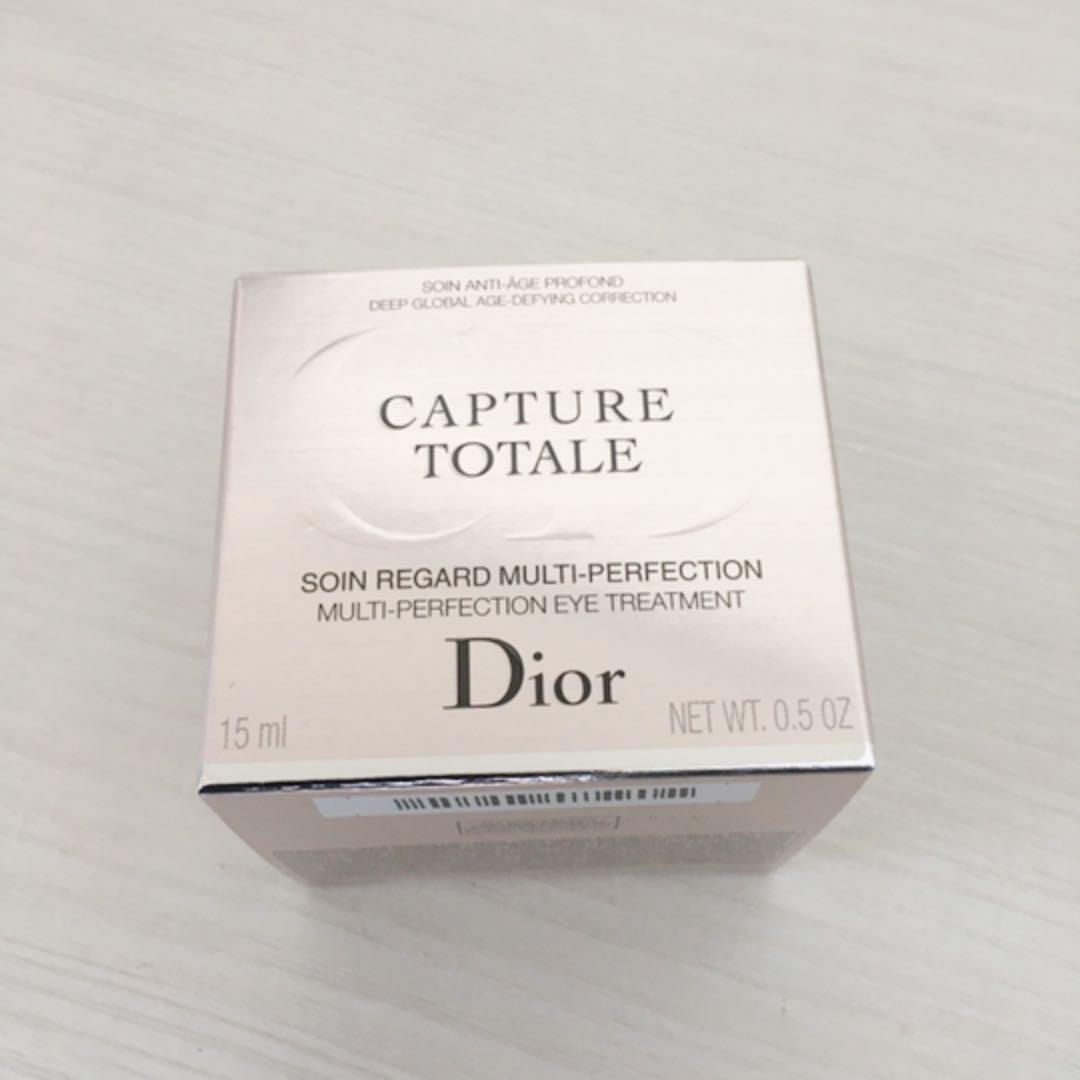 SOIN ANTI-ÂGE PROFOND
DEEP GLOBAL AGE-DEFYING CORRECTION
CAPTURE
TOTALE
SOIN REGARD MULTI-PERFECTION
MULTI-PERFECTION EYE TREATMENT
Dior
15 ml NET WT. 0.5 OZ